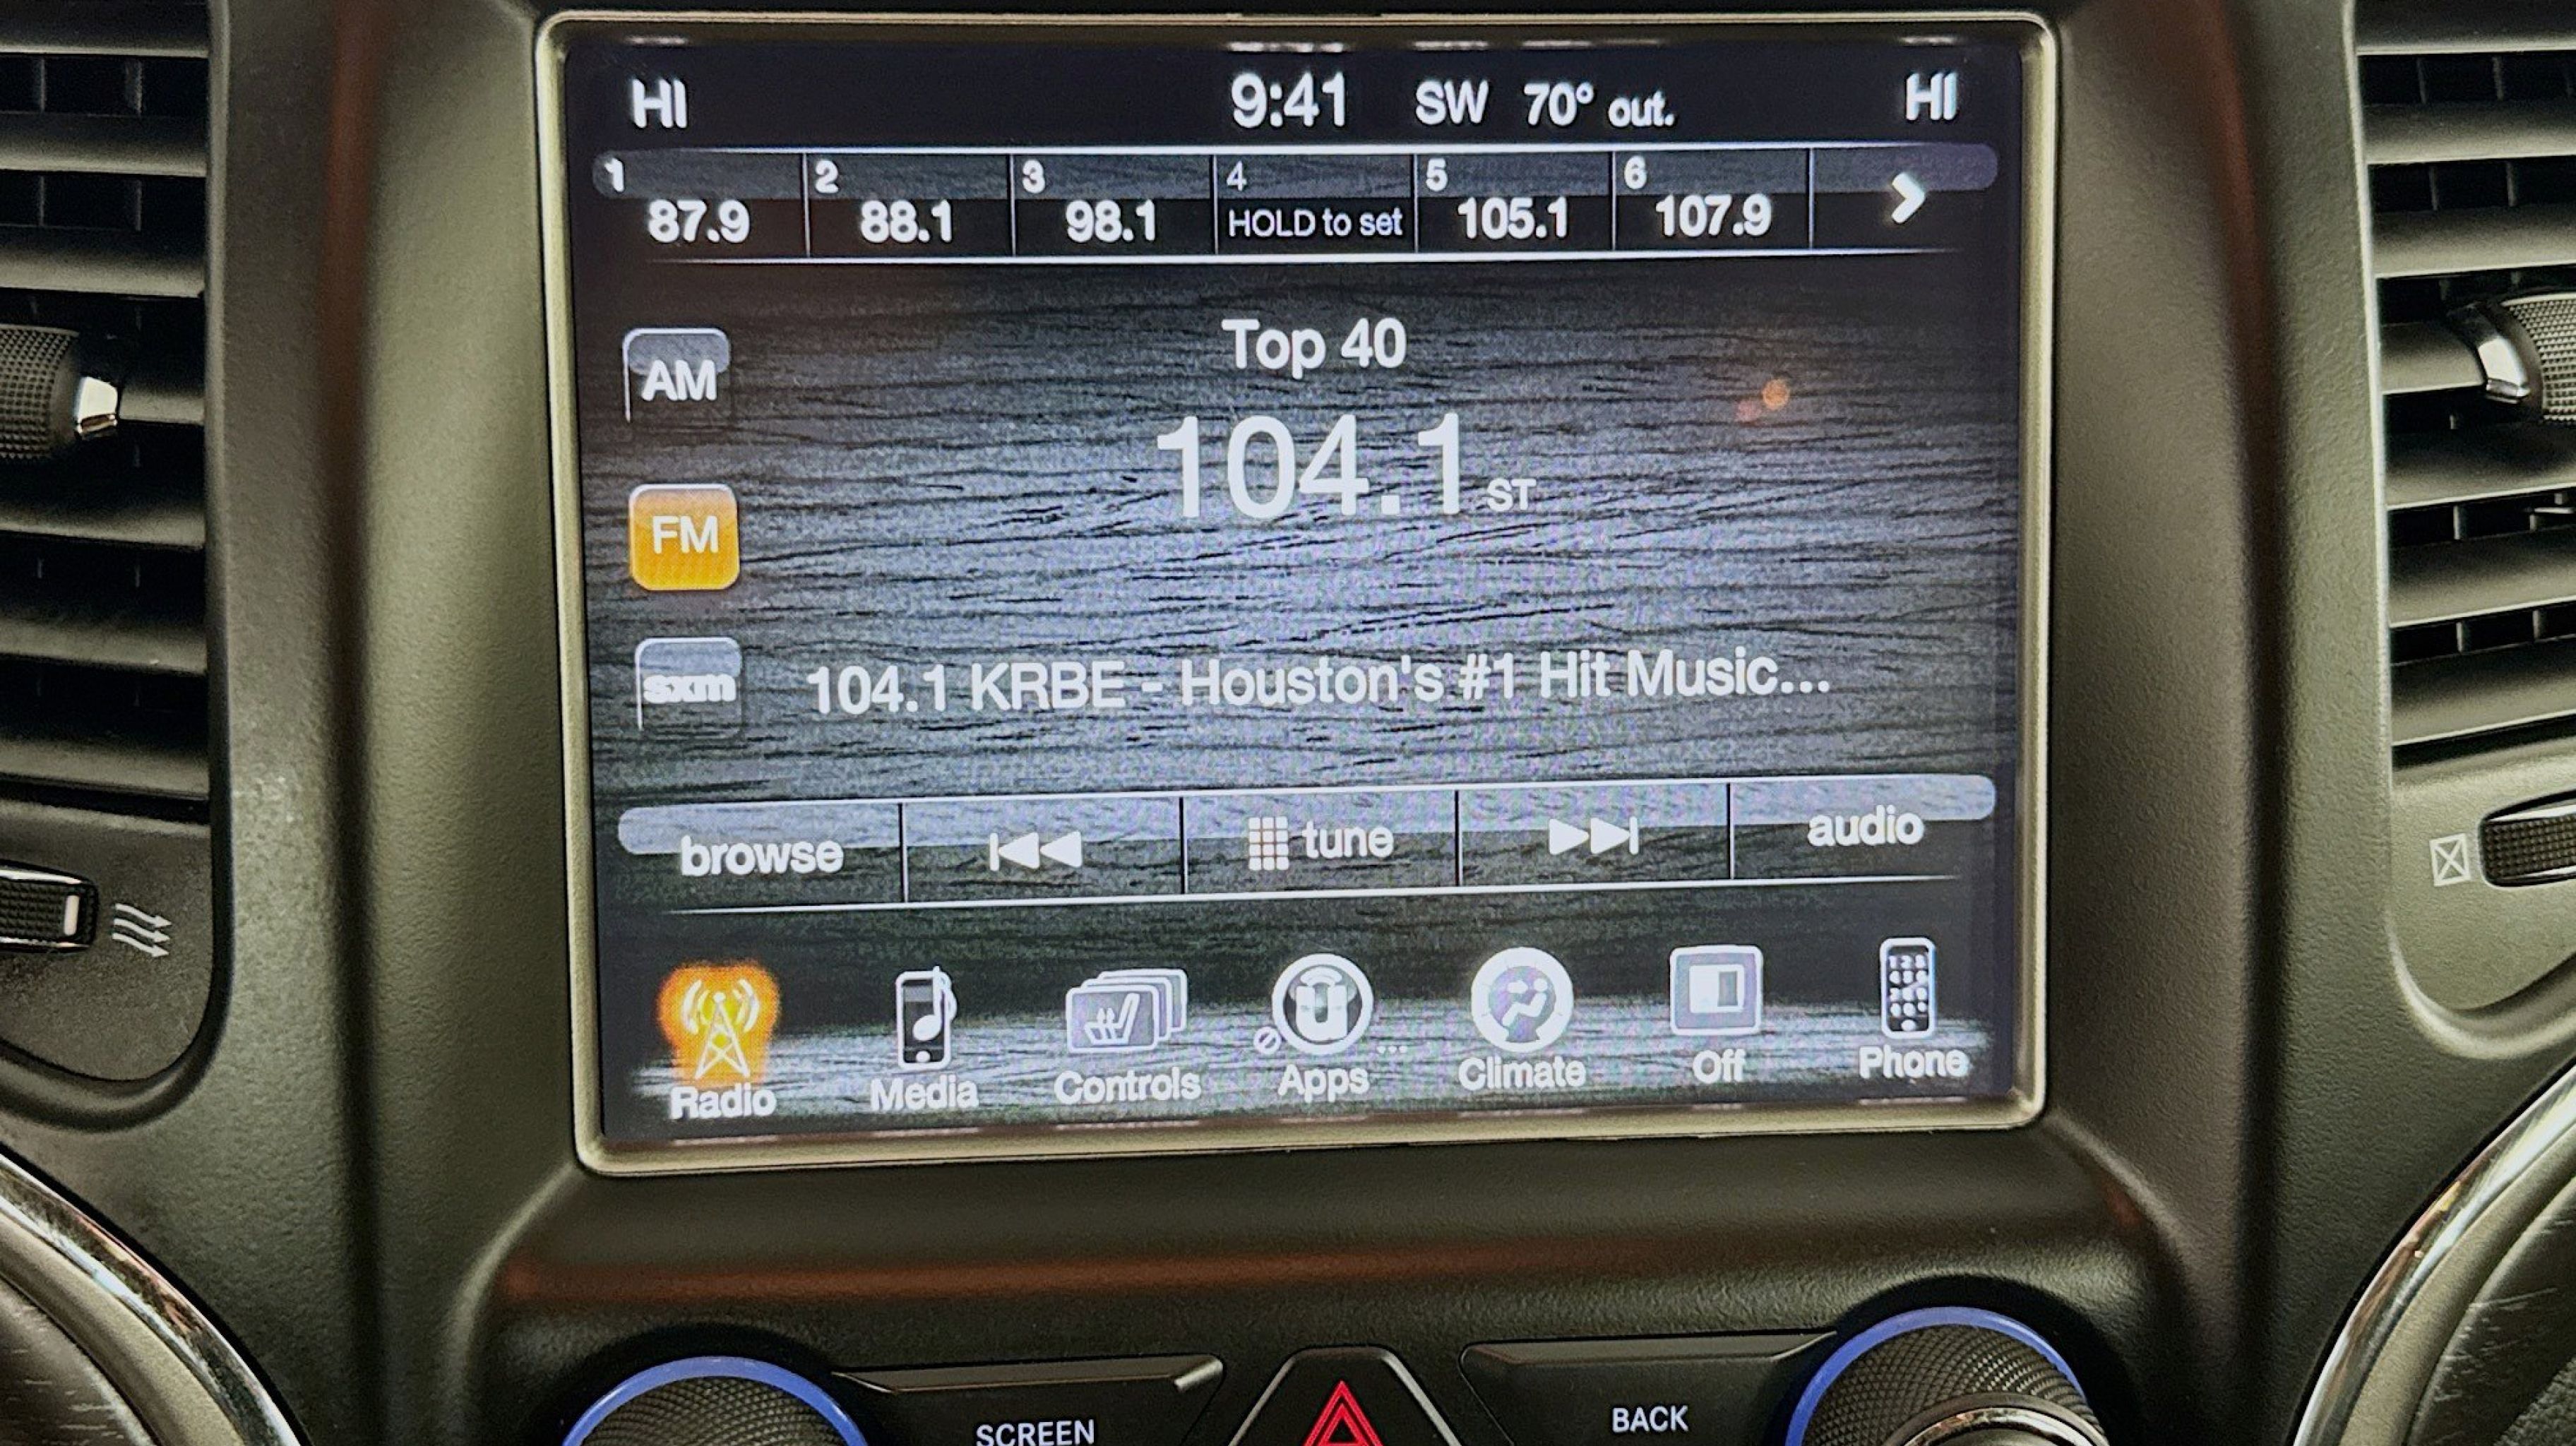 HI 9:41 SW 70° out. HI
1 2 3 4 5 6
87.9 88.1 98.1 HOLD to set 105.1 107.9
AM
Top 40
104.1 ST
FM
sxm
104.1 KRBE - Houston's #1 Hit Music...
browse tune audio
Radio Media Controls Apps ... Climate Off Phone
SCREEN BACK